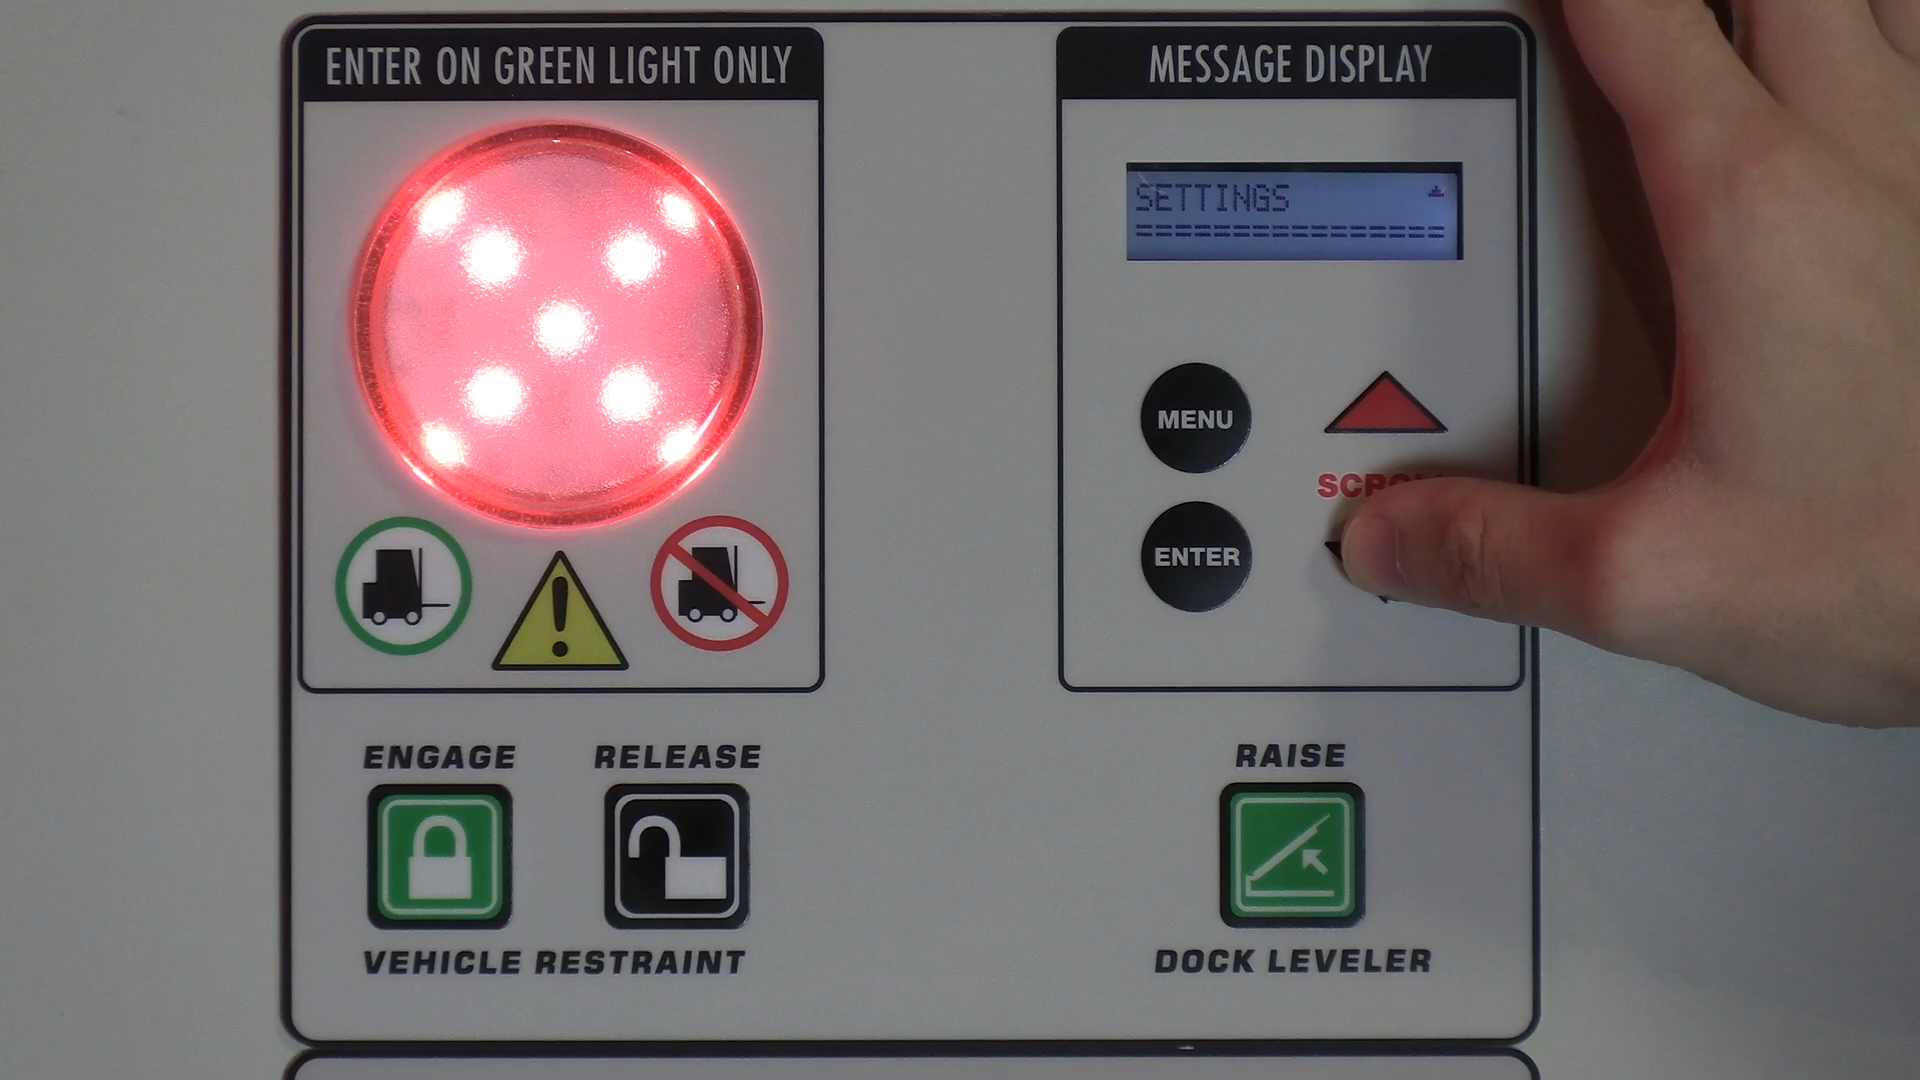 ENTER ON GREEN LIGHT ONLY
MESSAGE DISPLAY
SETTINGS
MENU
ENTER
ENGAGE
RELEASE
VEHICLE RESTRAINT
RAISE
DOCK LEVELER